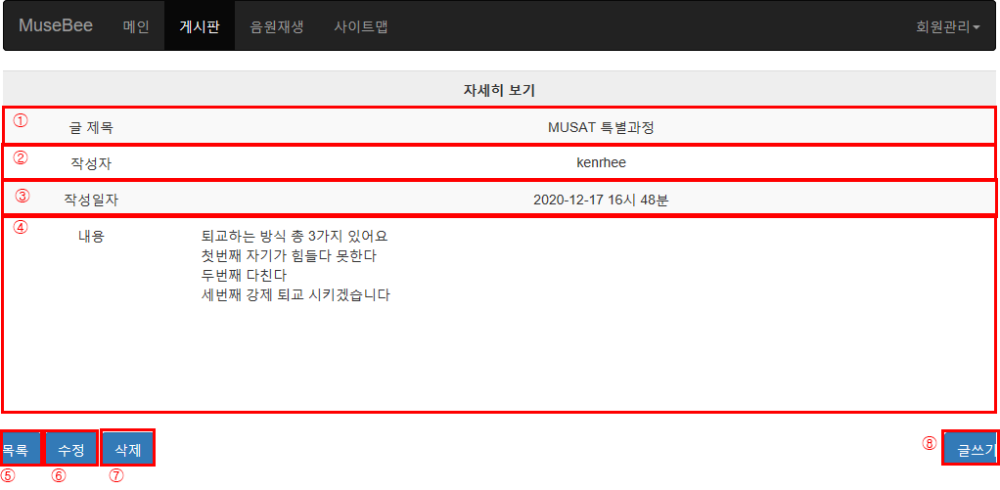 MuseBee 메인 게시판 음원재생 사이트맵 회원관리
자세히 보기
① 글 제목 MUSAT 특별과정
② 작성자 kenrhee
③ 작성일자 2020-12-17 16시 48분
④ 내용 퇴교하는 방식 총 3가지 있어요
첫번째 자기가 힘들다 못한다
두번째 다친다
세번째 강제 퇴교 시키겠습니다
목록 수정 삭제 ⑧ 글쓰기
⑤ ⑥ ⑦